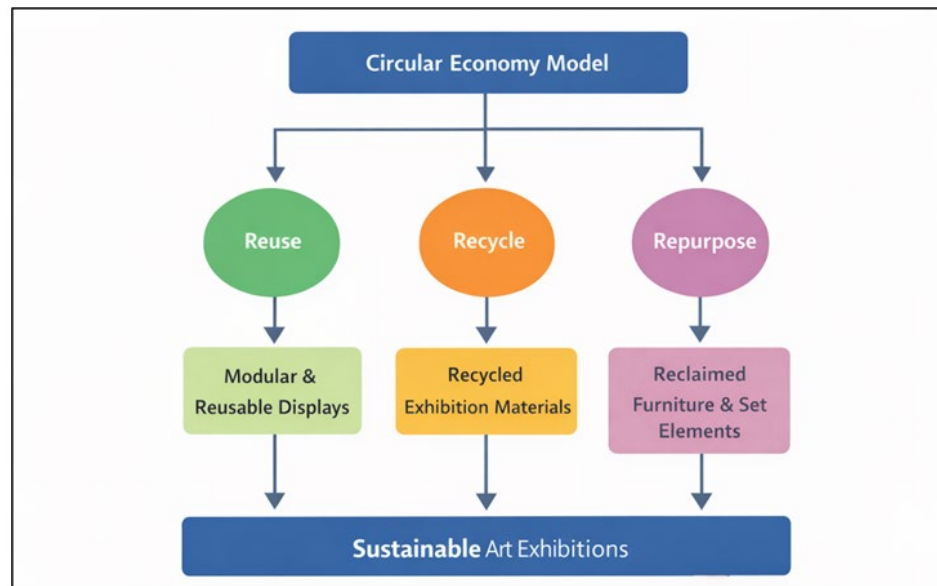 Circular Economy Model
Reuse
Recycle
Repurpose
Modular &
Reusable Displays
Recycled
Exhibition Materials
Reclaimed
Furniture & Set
Elements
Sustainable Art Exhibitions